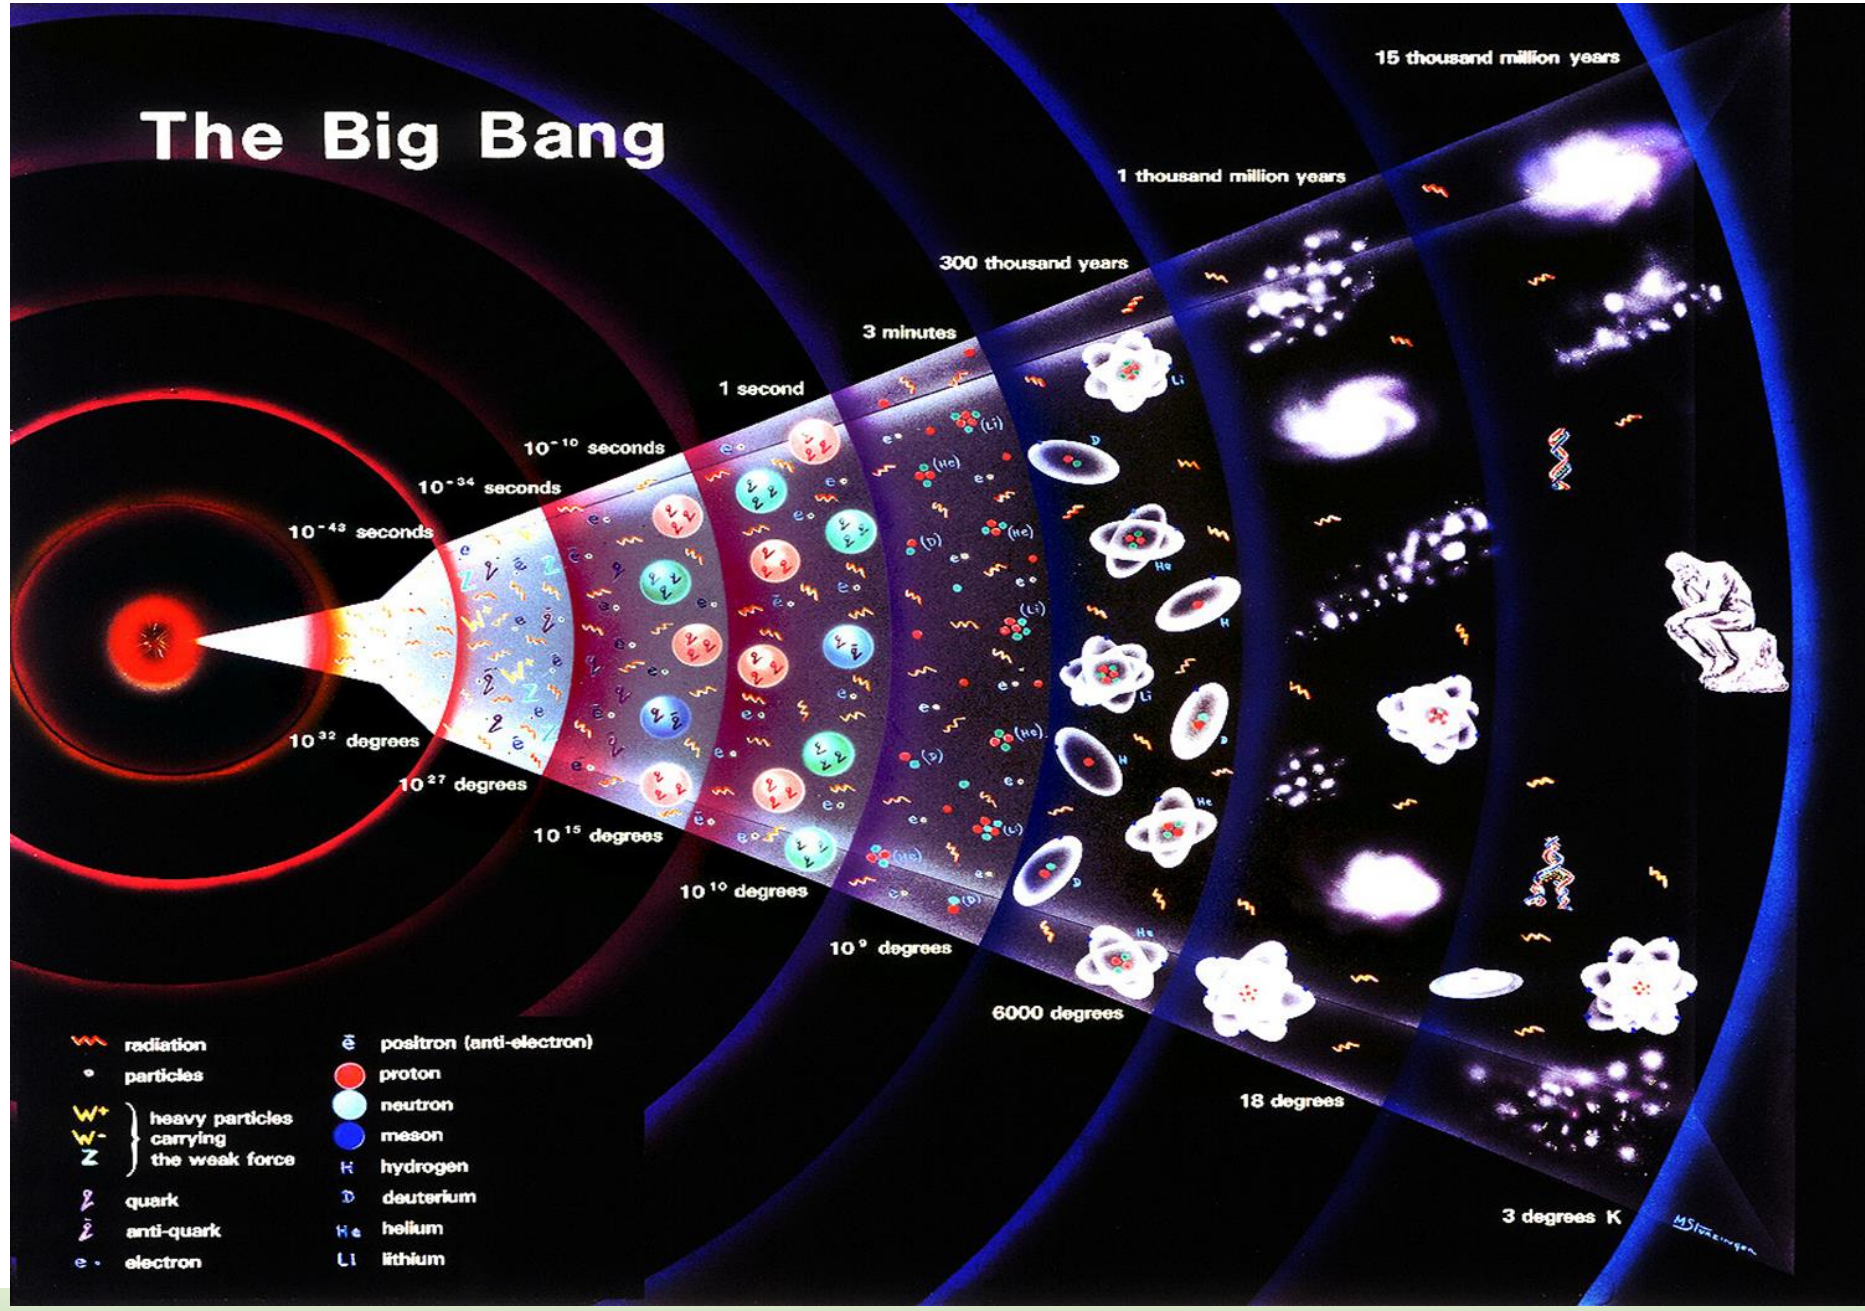 The Big Bang
15 thousand million years
1 thousand million years
300 thousand years
3 minutes
1 second
10⁻¹⁰ seconds
10⁻³⁴ seconds
10⁻⁴³ seconds
10³² degrees
10²⁷ degrees
10¹⁵ degrees
10¹⁰ degrees
10⁹ degrees
6000 degrees
18 degrees
3 degrees K
radiation
particles
W+
W-
Z
heavy particles
carrying
the weak force
q quark
q̄ anti-quark
e electron
ē positron (anti-electron)
proton
neutron
meson
H hydrogen
D deuterium
He helium
Li lithium